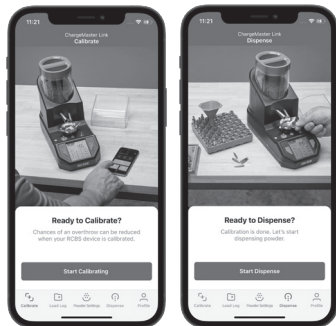 11:21
ChargeMaster Link
Calibrate
Ready to Calibrate?
Chances of an overthrow can be reduced
when your RCBS device is calibrated.
Start Calibrating
Calibrate
Load Log
Powder Settings
Dispense
Profile
11:21
ChargeMaster Link
Dispense
Ready to Dispense?
Calibration is done. Let's start
dispensing powder.
Start Dispense
Calibrate
Load Log
Powder Settings
Dispense
Profile